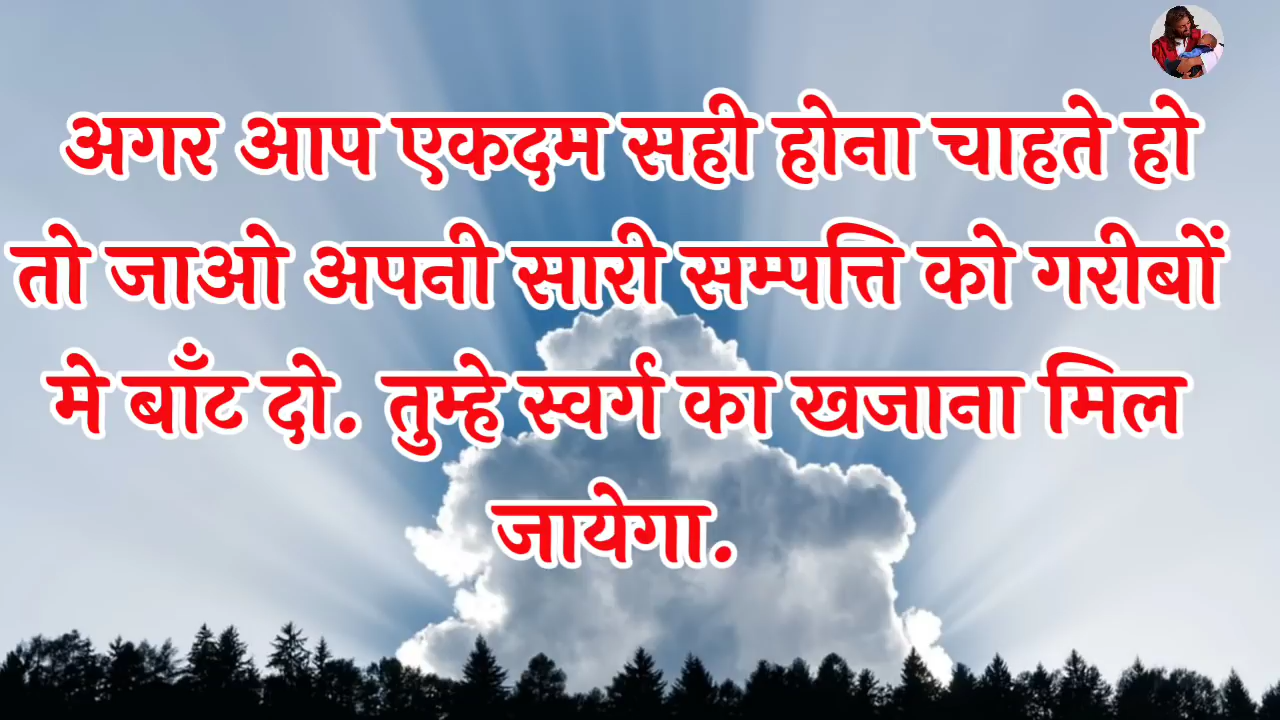 अगर आप एकदम सही होना चाहते हो
तो जाओ अपनी सारी सम्पत्ति को गरीबों
मे बाँट दो. तुम्हे स्वर्ग का खजाना मिल
जायेगा.